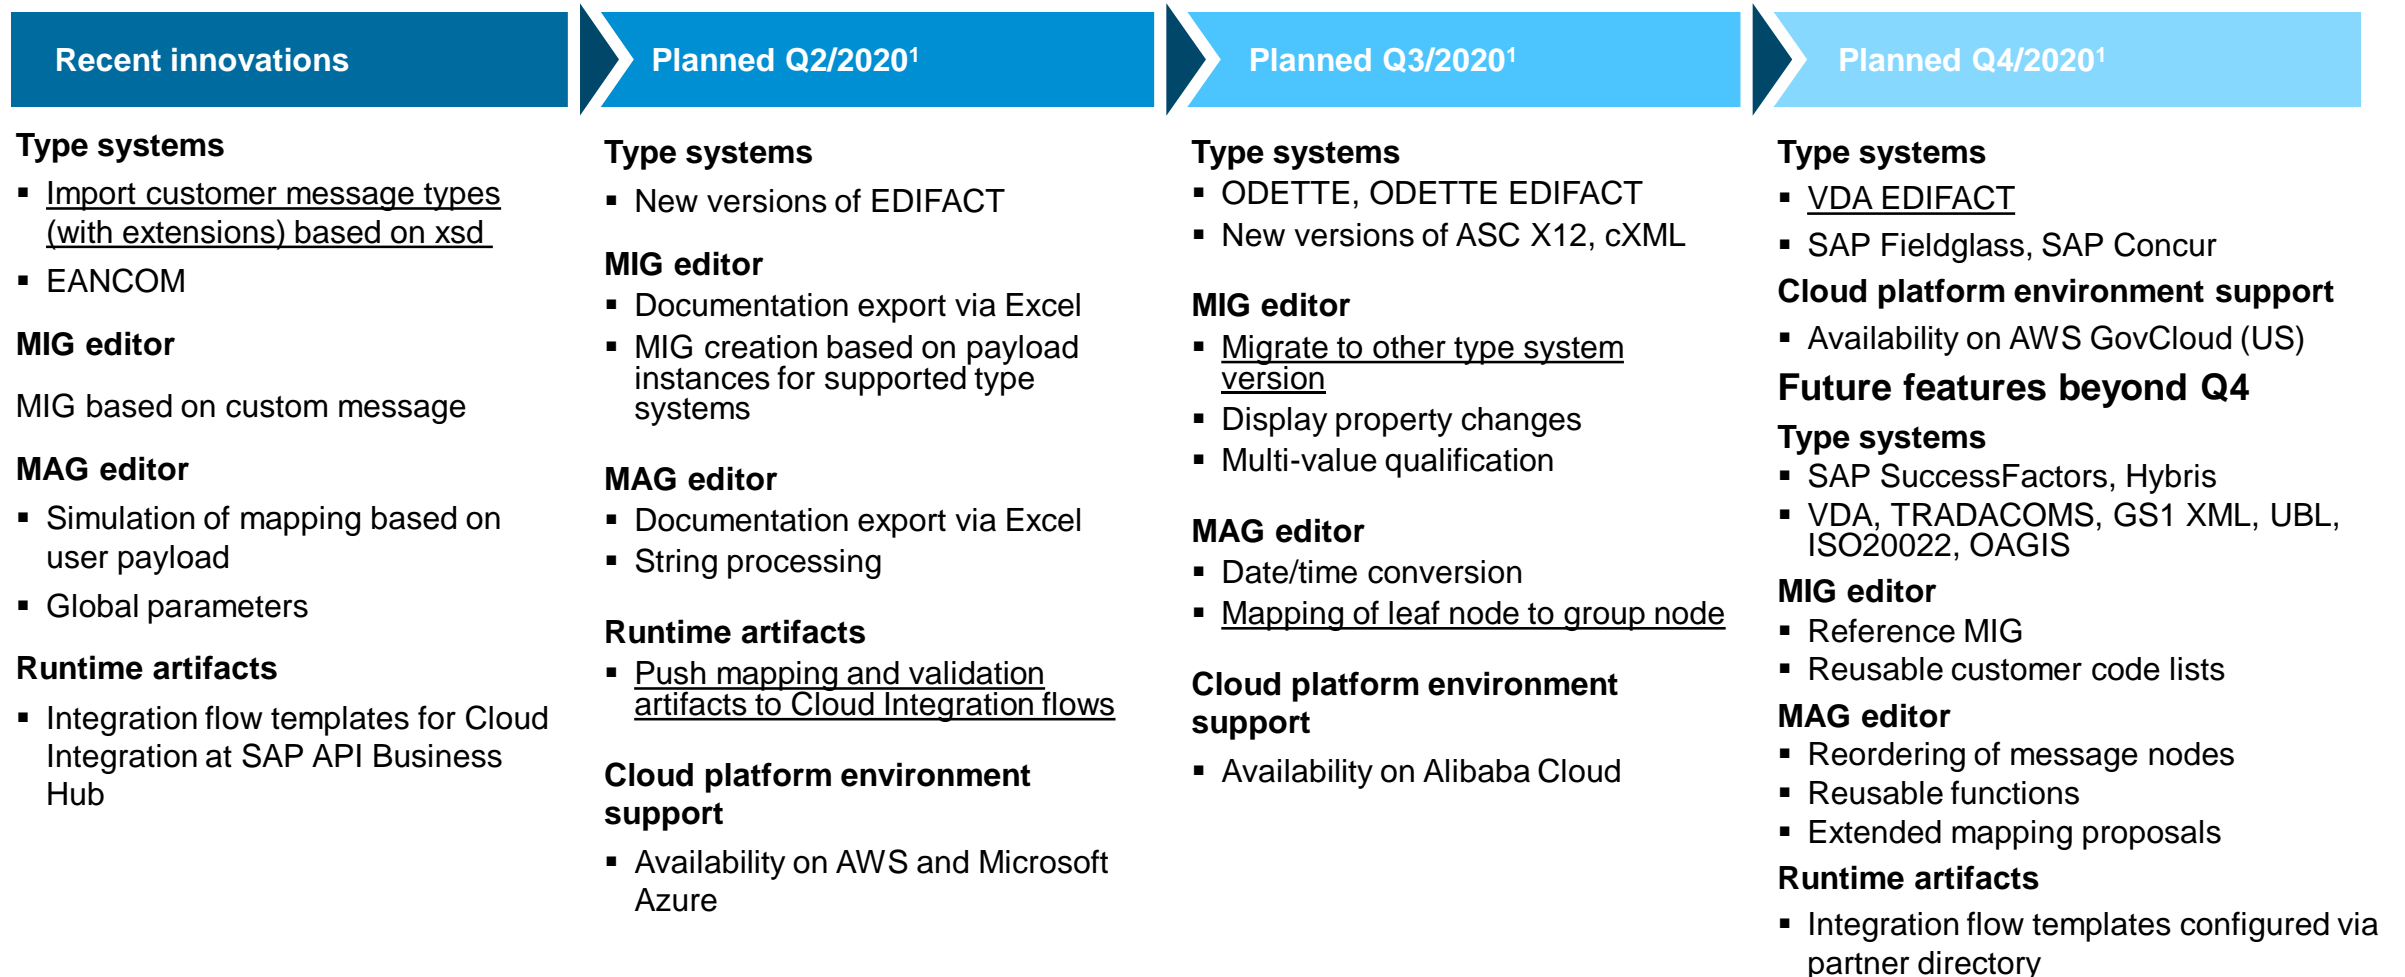 Recent innovations
Type systems
▪ Import customer message types
(with extensions) based on xsd
▪ EANCOM
MIG editor
MIG based on custom message
MAG editor
▪ Simulation of mapping based on
user payload
▪ Global parameters
Runtime artifacts
▪ Integration flow templates for Cloud
Integration at SAP API Business
Hub
Planned Q2/2020¹
Type systems
▪ New versions of EDIFACT
MIG editor
▪ Documentation export via Excel
▪ MIG creation based on payload
instances for supported type
systems
MAG editor
▪ Documentation export via Excel
▪ String processing
Runtime artifacts
▪ Push mapping and validation
artifacts to Cloud Integration flows
Cloud platform environment
support
▪ Availability on AWS and Microsoft
Azure
Planned Q3/2020¹
Type systems
▪ ODETTE, ODETTE EDIFACT
▪ New versions of ASC X12, cXML
MIG editor
▪ Migrate to other type system
version
▪ Display property changes
▪ Multi-value qualification
MAG editor
▪ Date/time conversion
▪ Mapping of leaf node to group node
Cloud platform environment
support
▪ Availability on Alibaba Cloud
Planned Q4/2020¹
Type systems
▪ VDA EDIFACT
▪ SAP Fieldglass, SAP Concur
Cloud platform environment support
▪ Availability on AWS GovCloud (US)
Future features beyond Q4
Type systems
▪ SAP SuccessFactors, Hybris
▪ VDA, TRADACOMS, GS1 XML, UBL,
ISO20022, OAGIS
MIG editor
▪ Reference MIG
▪ Reusable customer code lists
MAG editor
▪ Reordering of message nodes
▪ Reusable functions
▪ Extended mapping proposals
Runtime artifacts
▪ Integration flow templates configured via
partner directory